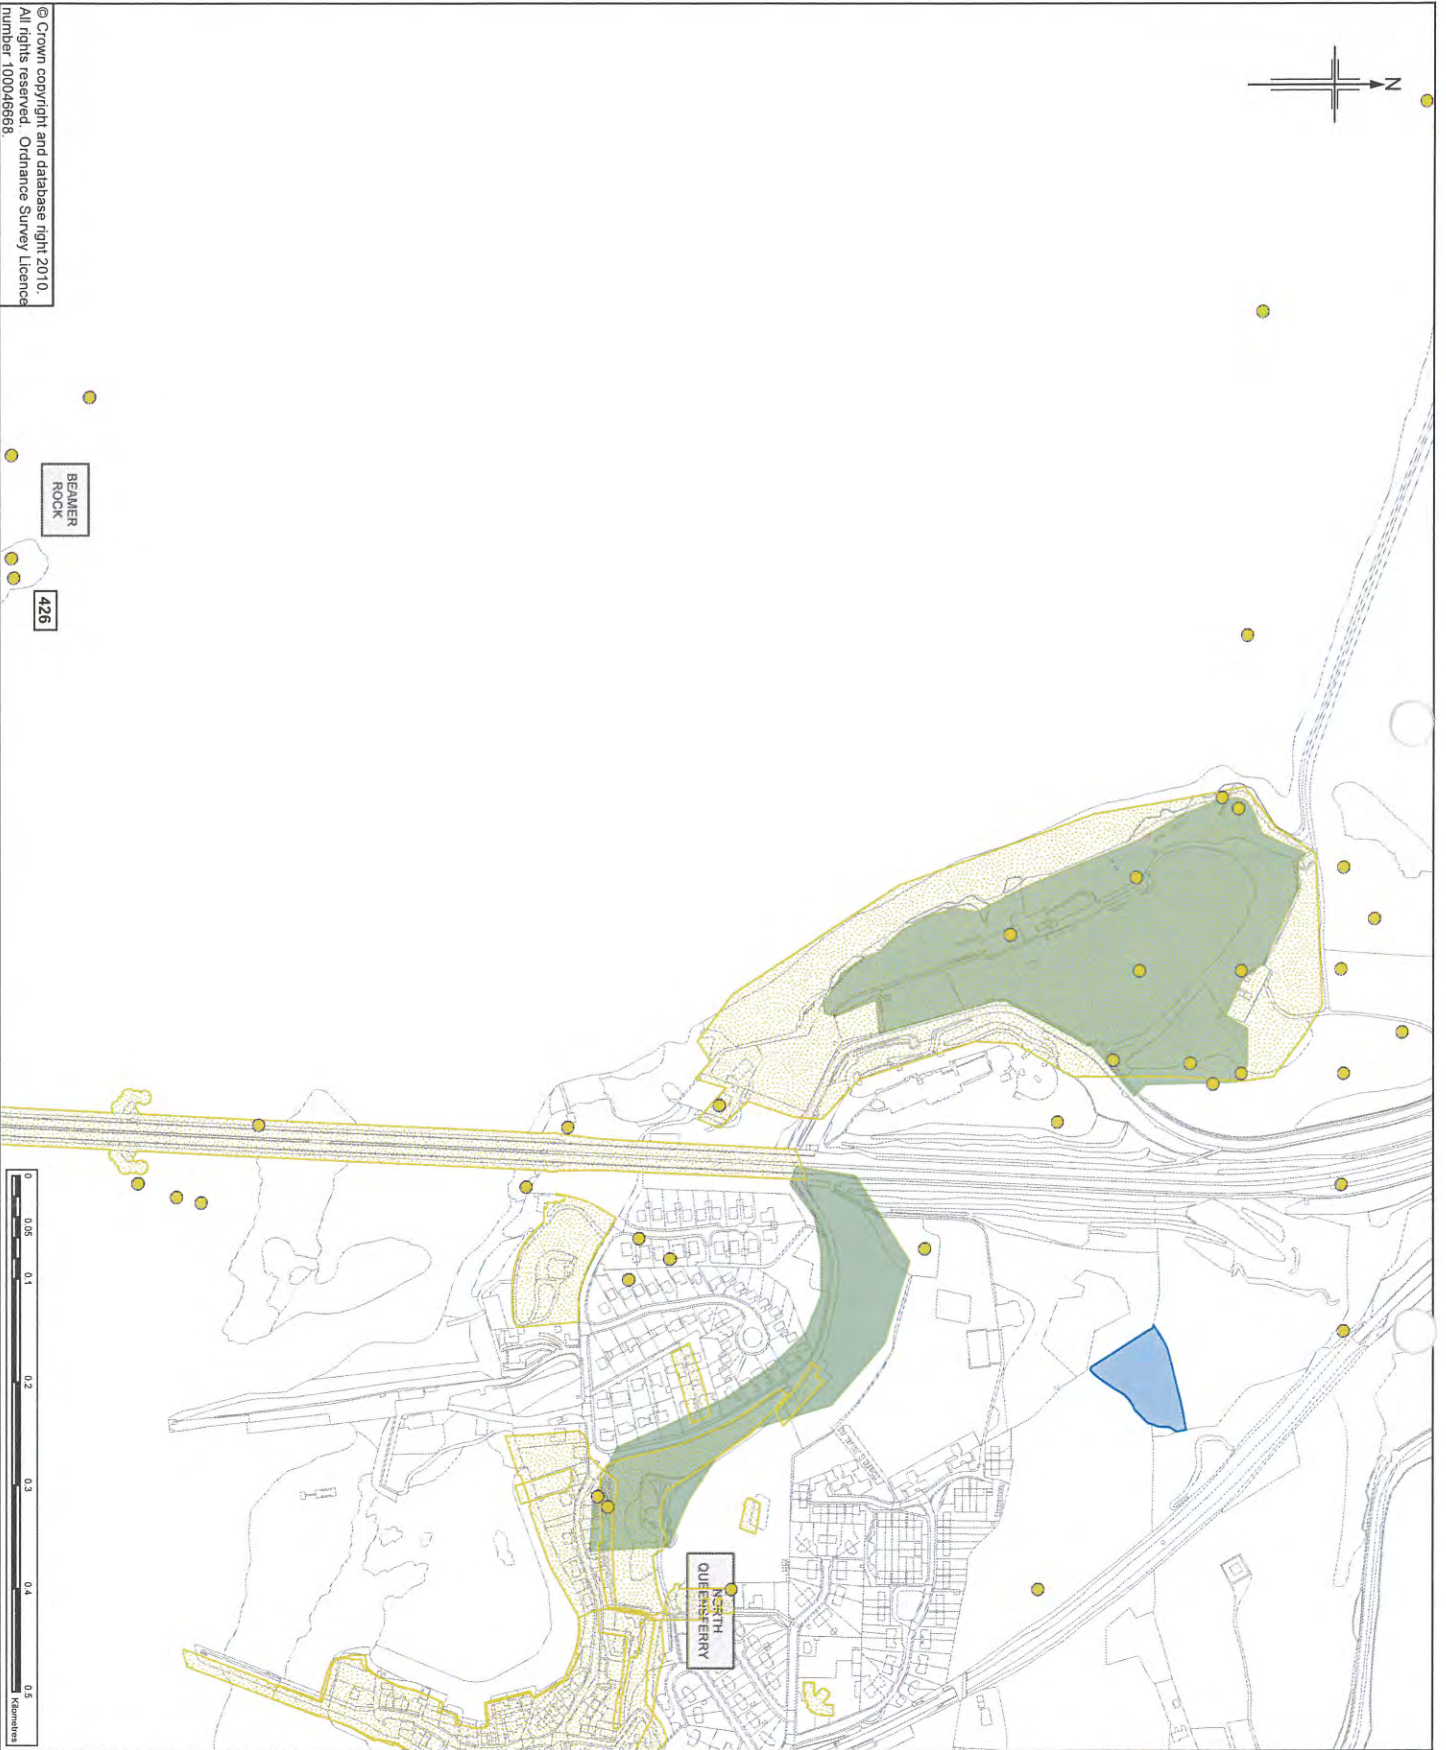 N
© Crown copyright and database right 2010.
All rights reserved. Ordnance Survey Licence
number 100046668.
BEAMER
ROCK
426
NORTH
QUEENSFERRY
0 0.05 0.1 0.2 0.3 0.4 0.5
Kilometres